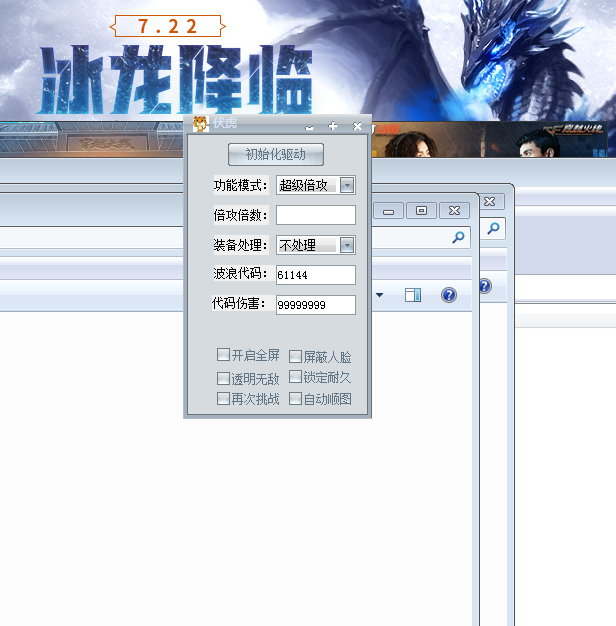 7.22
冰龙降临
伏虎
初始化驱动
功能模式: 超级倍攻
倍攻倍数:
装备处理: 不处理
波浪代码: 61144
代码伤害: 99999999
开启全屏 屏蔽人脸
透明无敌 锁定耐久
再次挑战 自动顺图